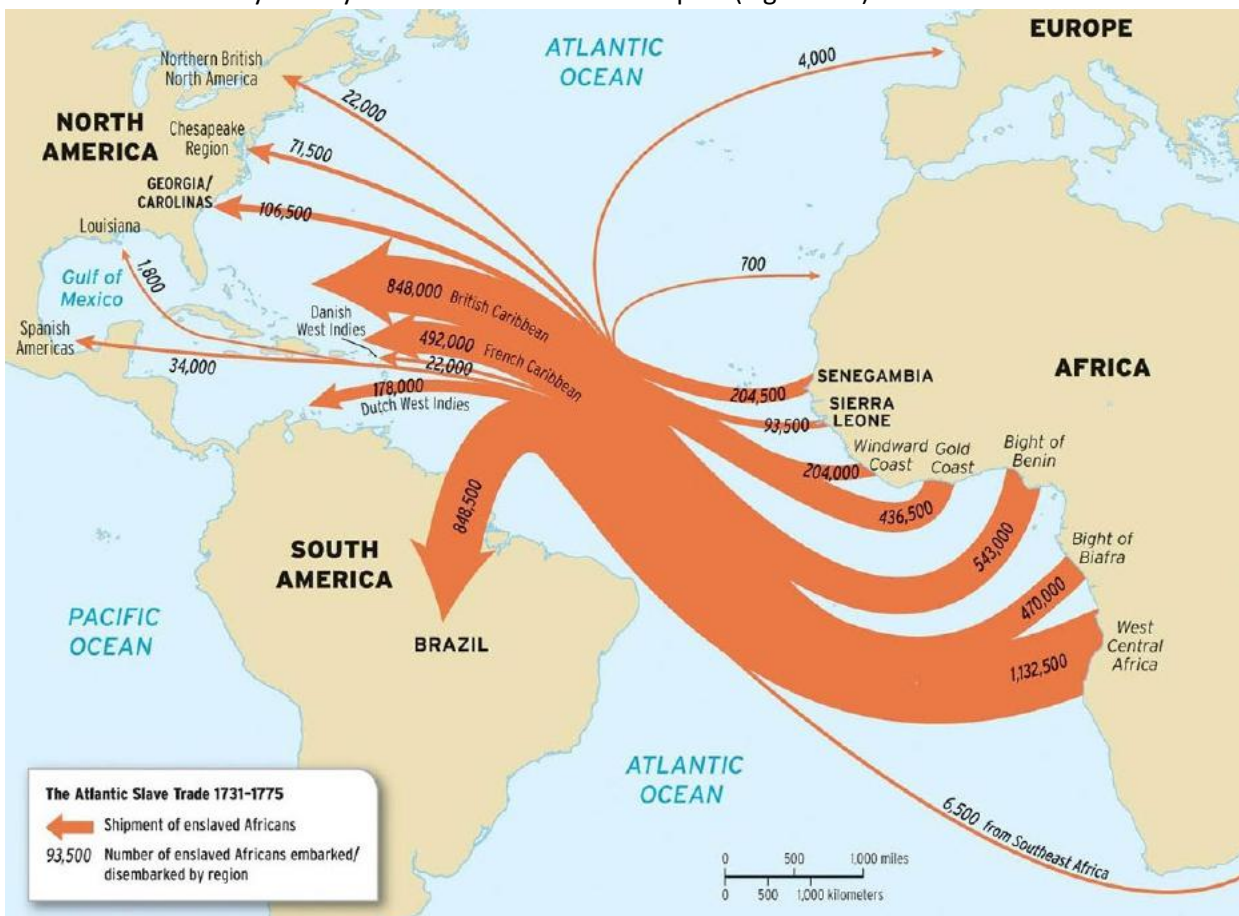 ATLANTIC
OCEAN
EUROPE
4,000
Northern British
North America
22,000
NORTH
AMERICA
Chesapeake
Region
71,500
GEORGIA/
CAROLINAS
106,500
Louisiana
1,800
700
Gulf of
Mexico
848,000 British Caribbean
Danish
West Indies
492,000 French Caribbean
Spanish
Americas
34,000
22,000
178,000
Dutch West Indies
AFRICA
SENEGAMBIA
204,500
SIERRA
LEONE
93,500
Windward
Coast
Gold
Coast
Bight of
Benin
204,000
436,500
543,000
Bight of
Biafra
470,000
848,500
SOUTH
AMERICA
PACIFIC
OCEAN
BRAZIL
West
Central
Africa
1,132,500
ATLANTIC
OCEAN
6,500 from Southeast Africa
The Atlantic Slave Trade 1731–1775
Shipment of enslaved Africans
93,500 Number of enslaved Africans embarked/
disembarked by region
0 500 1,000 miles
0 500 1,000 kilometers